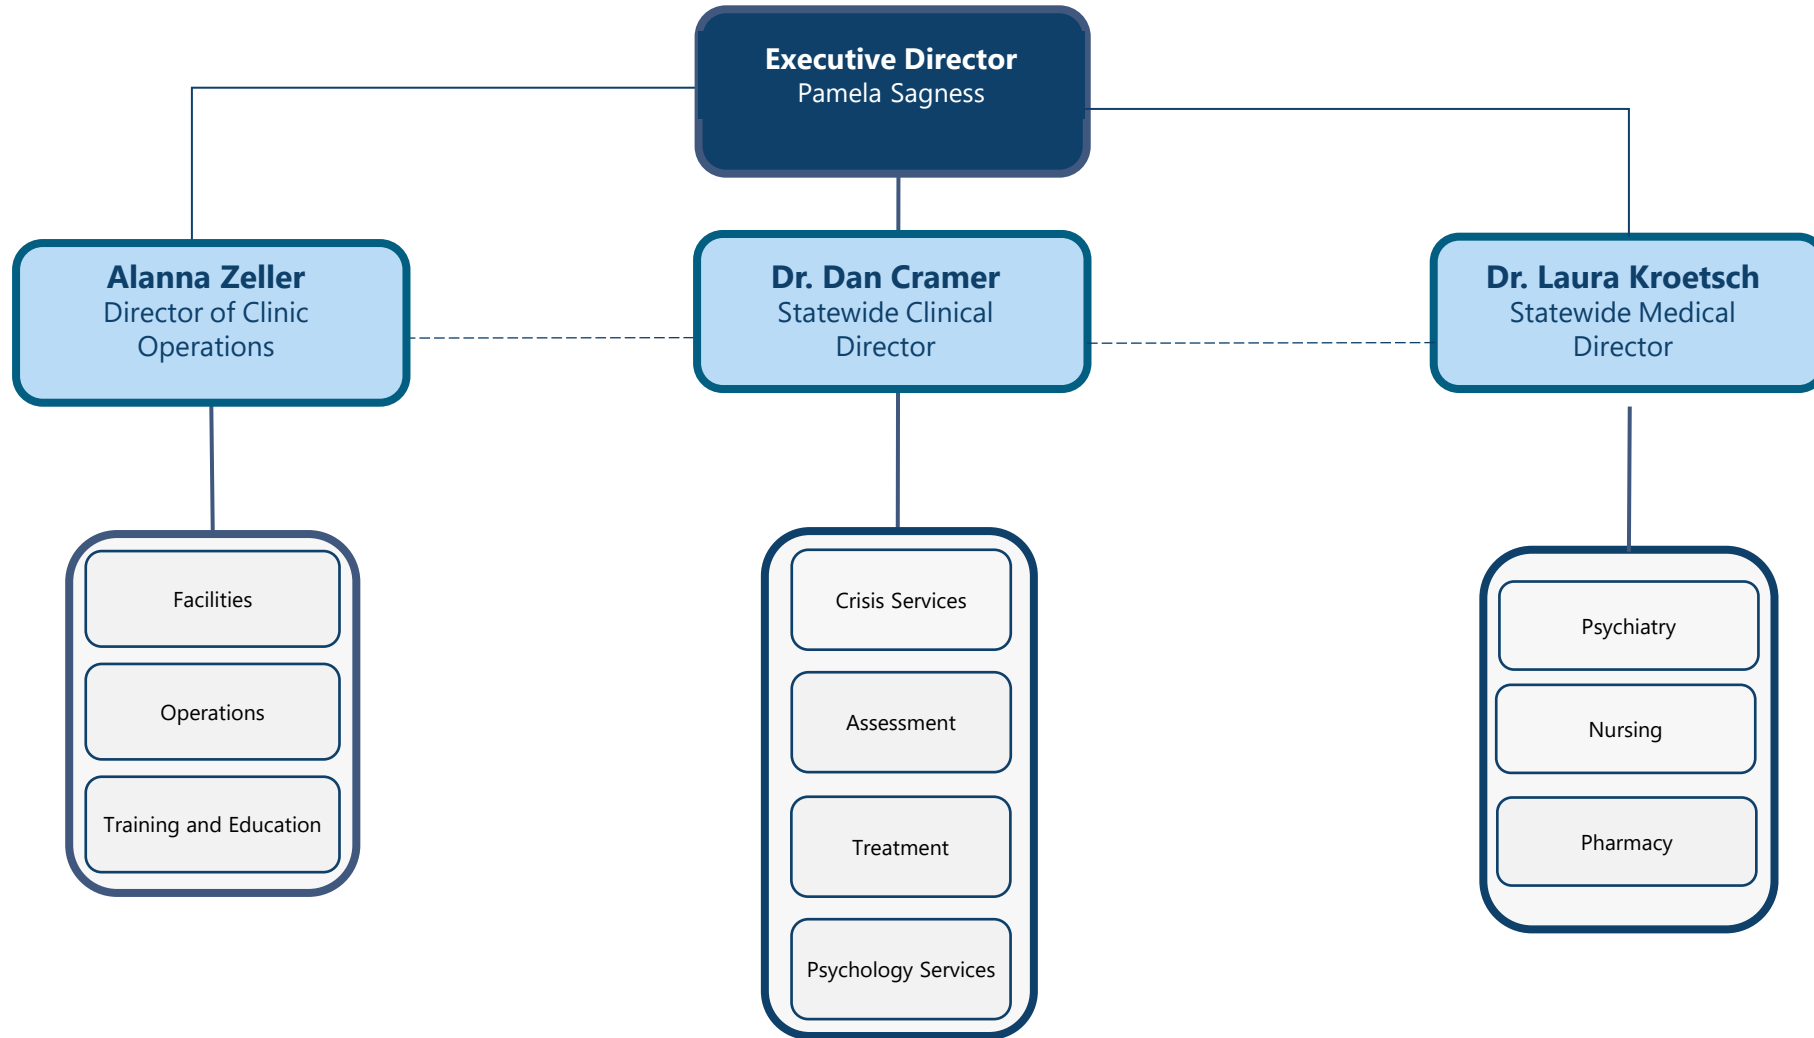 Executive Director
Pamela Sagness
Alanna Zeller
Director of Clinic
Operations
Dr. Dan Cramer
Statewide Clinical
Director
Dr. Laura Kroetsch
Statewide Medical
Director
Facilities
Operations
Training and Education
Crisis Services
Assessment
Treatment
Psychology Services
Psychiatry
Nursing
Pharmacy